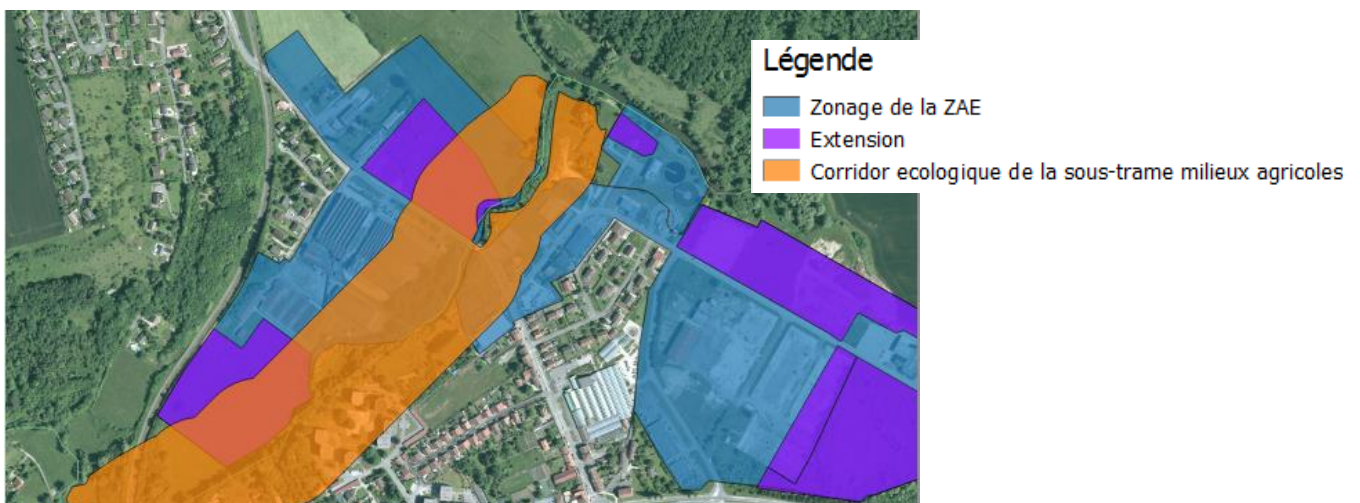 Légende
Zonage de la ZAE
Extension
Corridor ecologique de la sous-trame milieux agricoles